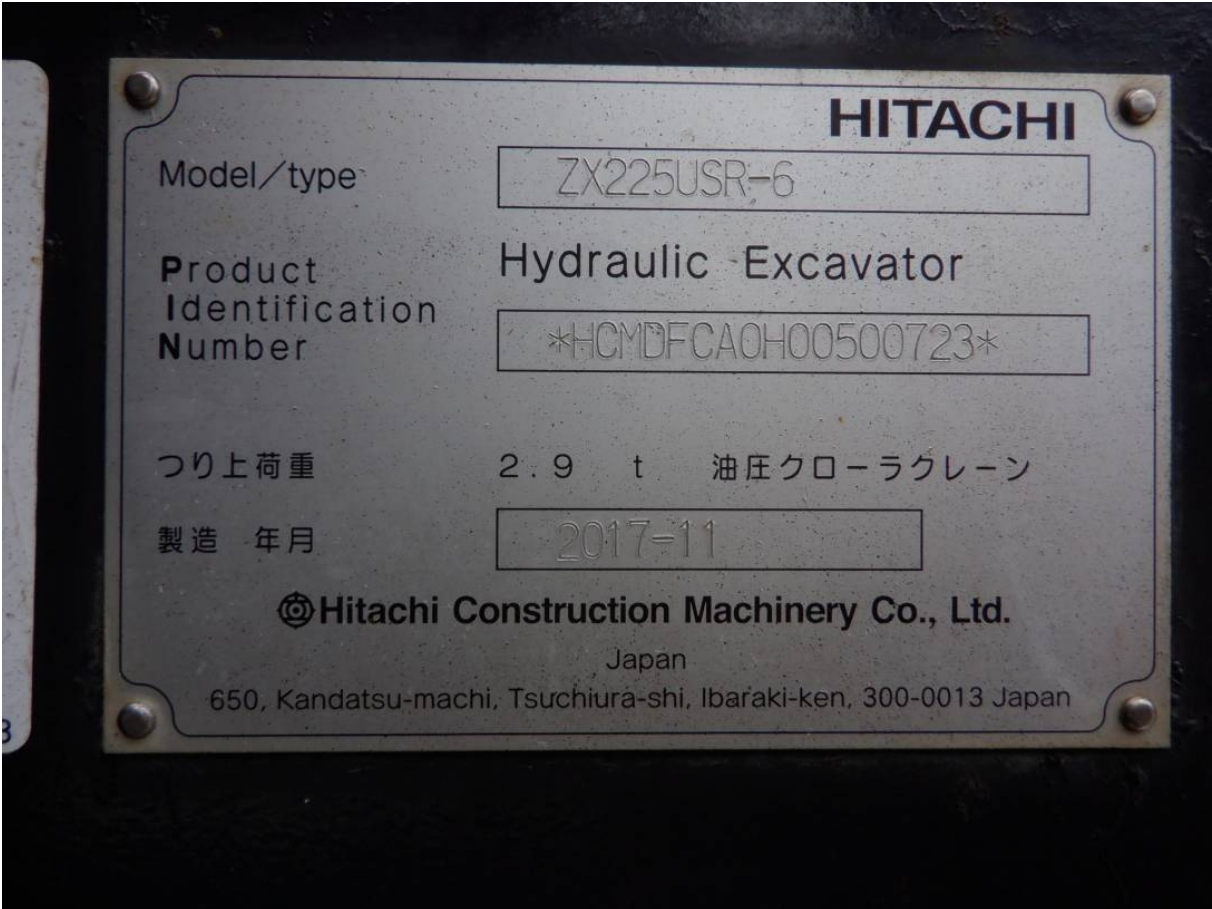 HITACHI
Model/type ZX225USR-6
Hydraulic Excavator
Product
Identification
Number *HCMDFCA0H00500723*
つり上荷重 2.9 t 油圧クローラクレーン
製造 年月 2017-11
Hitachi Construction Machinery Co., Ltd.
Japan
650, Kandatsu-machi, Tsuchiura-shi, Ibaraki-ken, 300-0013 Japan